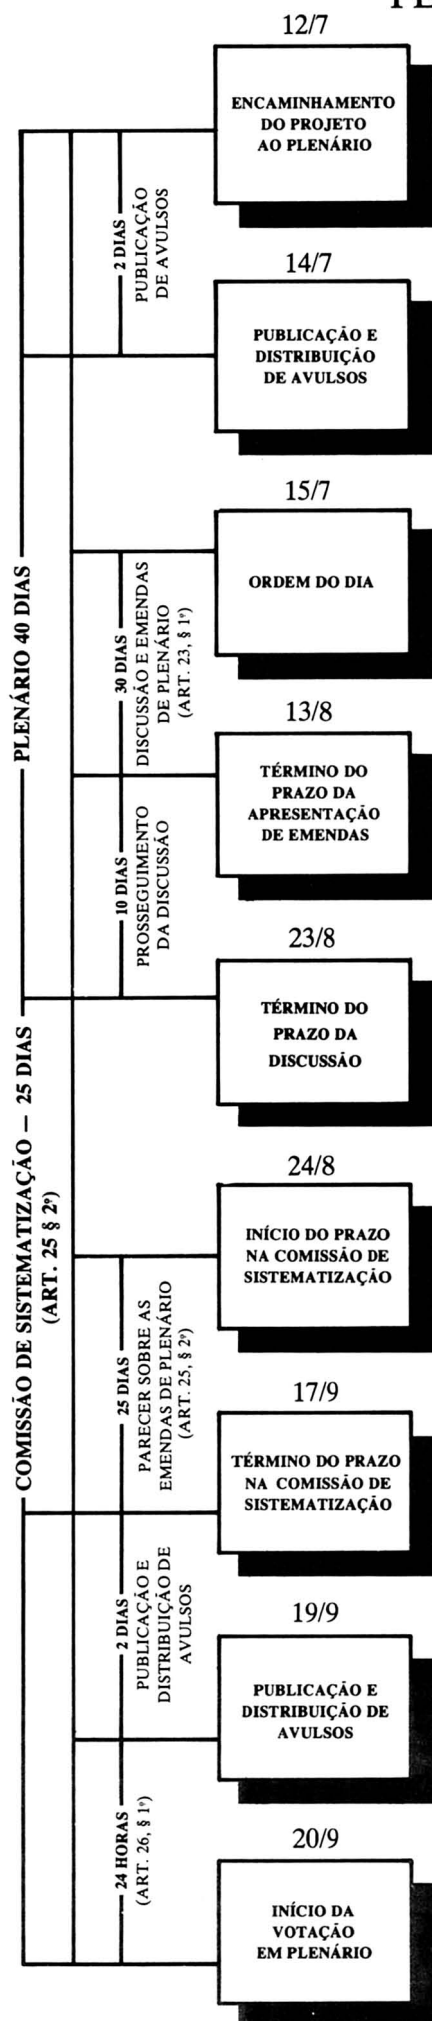 12/7
ENCAMINHAMENTO
DO PROJETO
AO PLENÁRIO
2 DIAS
PUBLICAÇÃO
DE AVULSOS
14/7
PUBLICAÇÃO E
DISTRIBUIÇÃO
DE AVULSOS
15/7
ORDEM DO DIA
PLENÁRIO 40 DIAS
30 DIAS
DISCUSSÃO E EMENDAS
DE PLENÁRIO
(ART. 23, § 1º)
13/8
TÉRMINO DO
PRAZO DA
APRESENTAÇÃO
DE EMENDAS
10 DIAS
PROSSEGUIMENTO
DA DISCUSSÃO
23/8
TÉRMINO DO
PRAZO DA
DISCUSSÃO
COMISSÃO DE SISTEMATIZAÇÃO — 25 DIAS
(ART. 25 § 2º)
24/8
INÍCIO DO PRAZO
NA COMISSÃO DE
SISTEMATIZAÇÃO
25 DIAS
PARECER SOBRE AS
EMENDAS DE PLENÁRIO
(ART. 25, § 2º)
17/9
TÉRMINO DO PRAZO
NA COMISSÃO DE
SISTEMATIZAÇÃO
2 DIAS
PUBLICAÇÃO E
DISTRIBUIÇÃO DE
AVULSOS
19/9
PUBLICAÇÃO E
DISTRIBUIÇÃO DE
AVULSOS
24 HORAS
(ART. 26, § 1º)
20/9
INÍCIO DA
VOTAÇÃO
EM PLENÁRIO